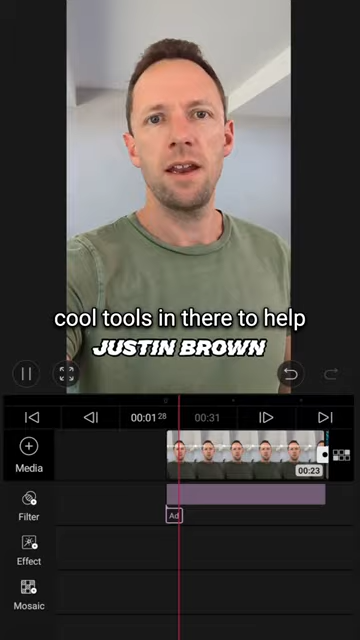 cool tools in there to help
JUSTIN BROWN
00:01 28
00:31
Media
00:23
Filter
Ad
Effect
Mosaic